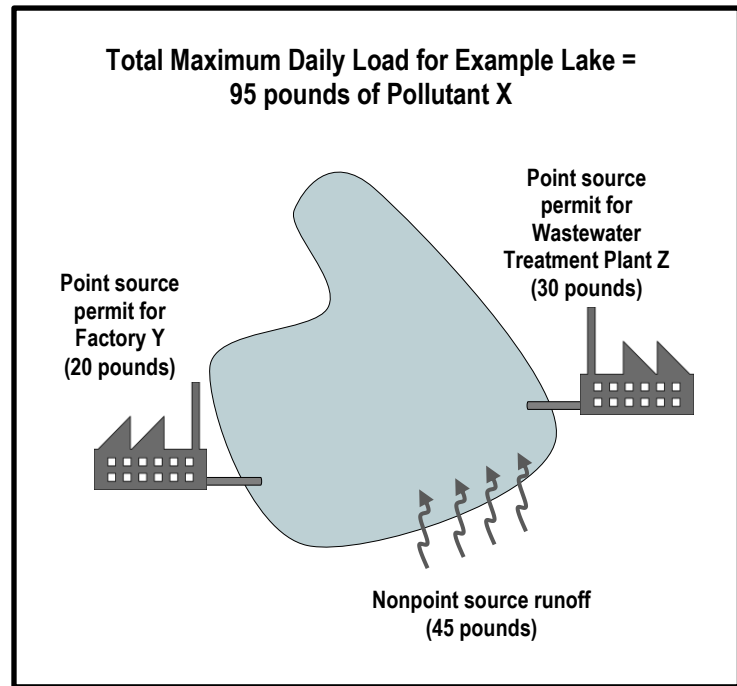 Total Maximum Daily Load for Example Lake =
95 pounds of Pollutant X
Point source
permit for
Wastewater
Treatment Plant Z
(30 pounds)
Point source
permit for
Factory Y
(20 pounds)
Nonpoint source runoff
(45 pounds)